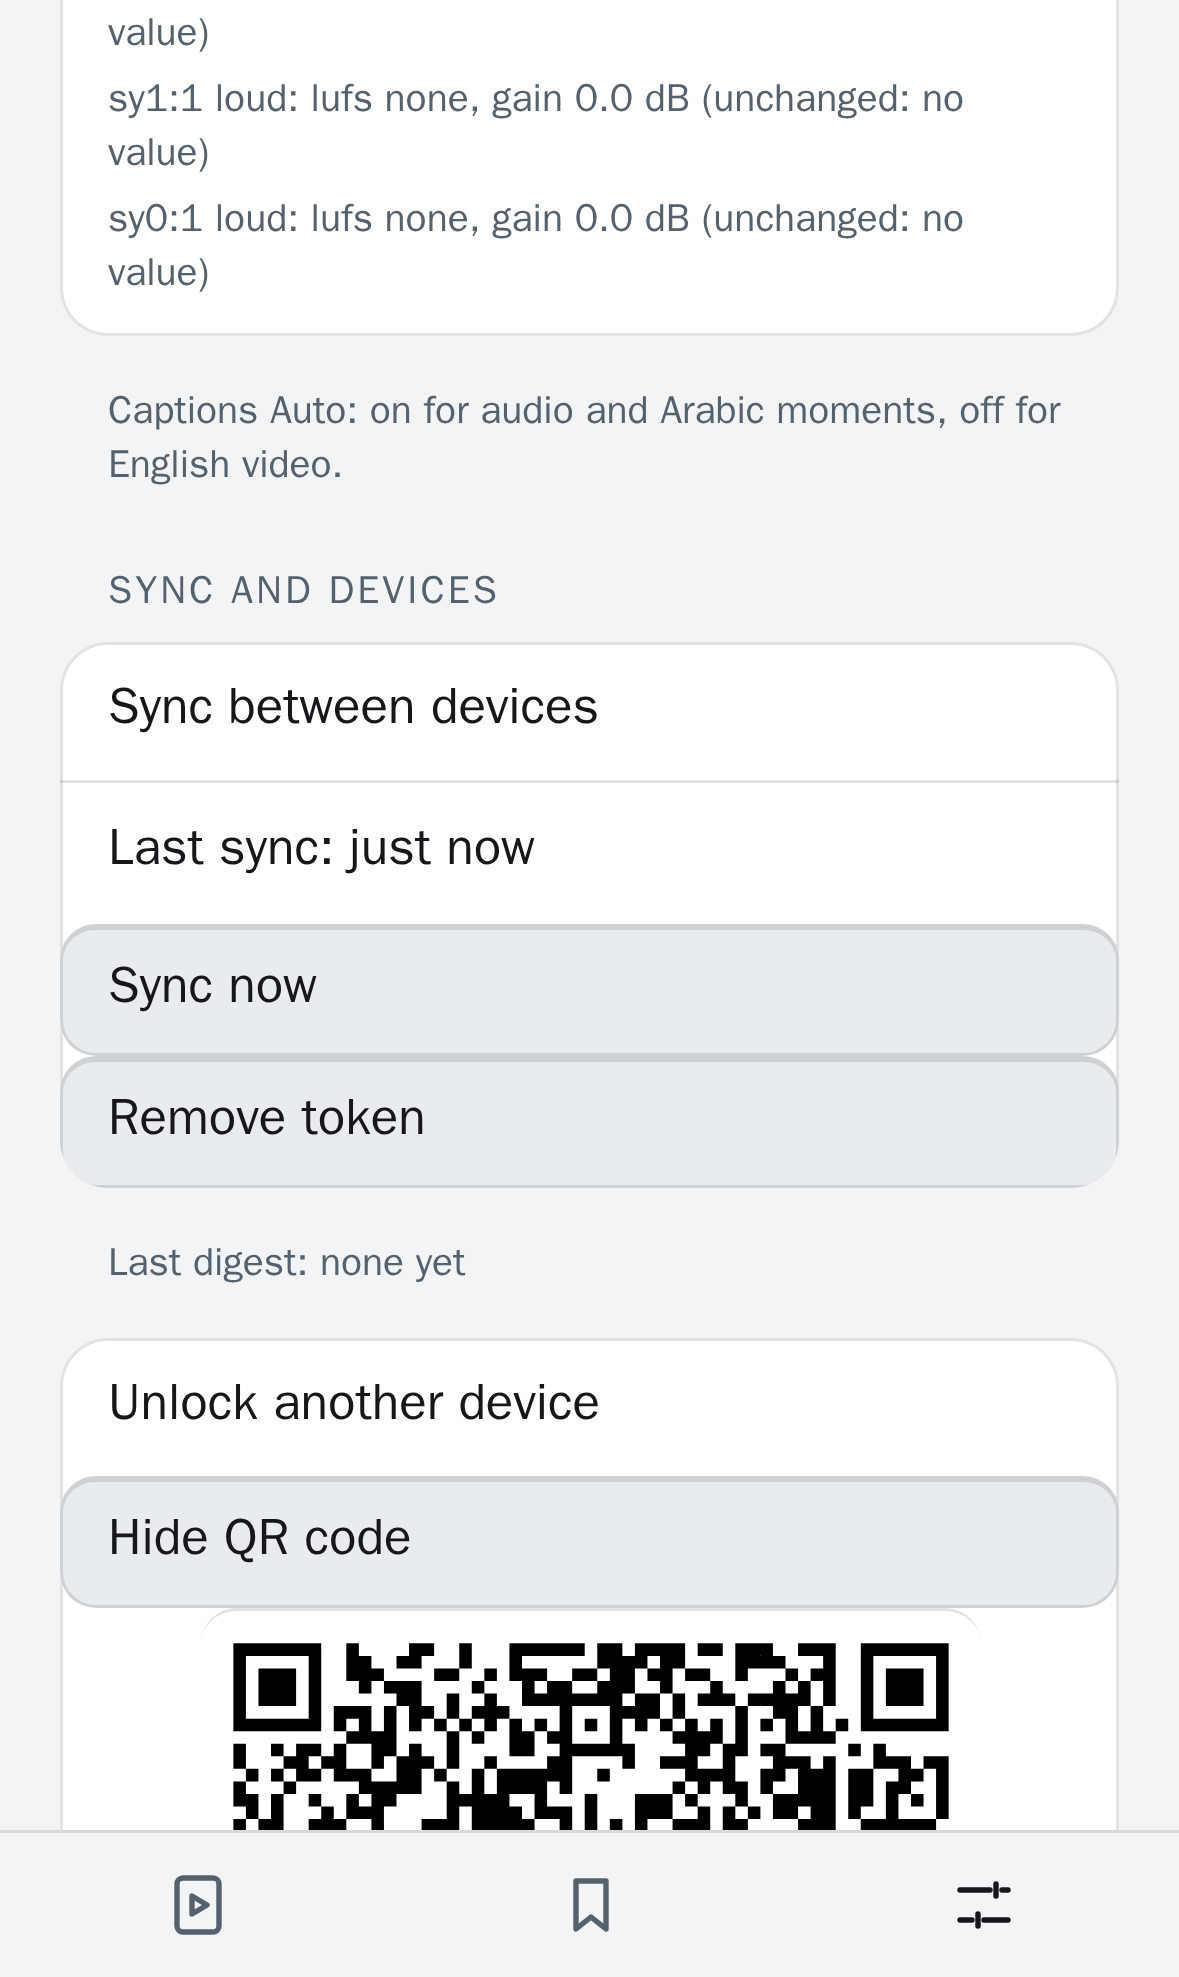 value)
sy1:1 loud: lufs none, gain 0.0 dB (unchanged: no
value)
sy0:1 loud: lufs none, gain 0.0 dB (unchanged: no
value)
Captions Auto: on for audio and Arabic moments, off for
English video.
SYNC AND DEVICES
Sync between devices
Last sync: just now
Sync now
Remove token
Last digest: none yet
Unlock another device
Hide QR code